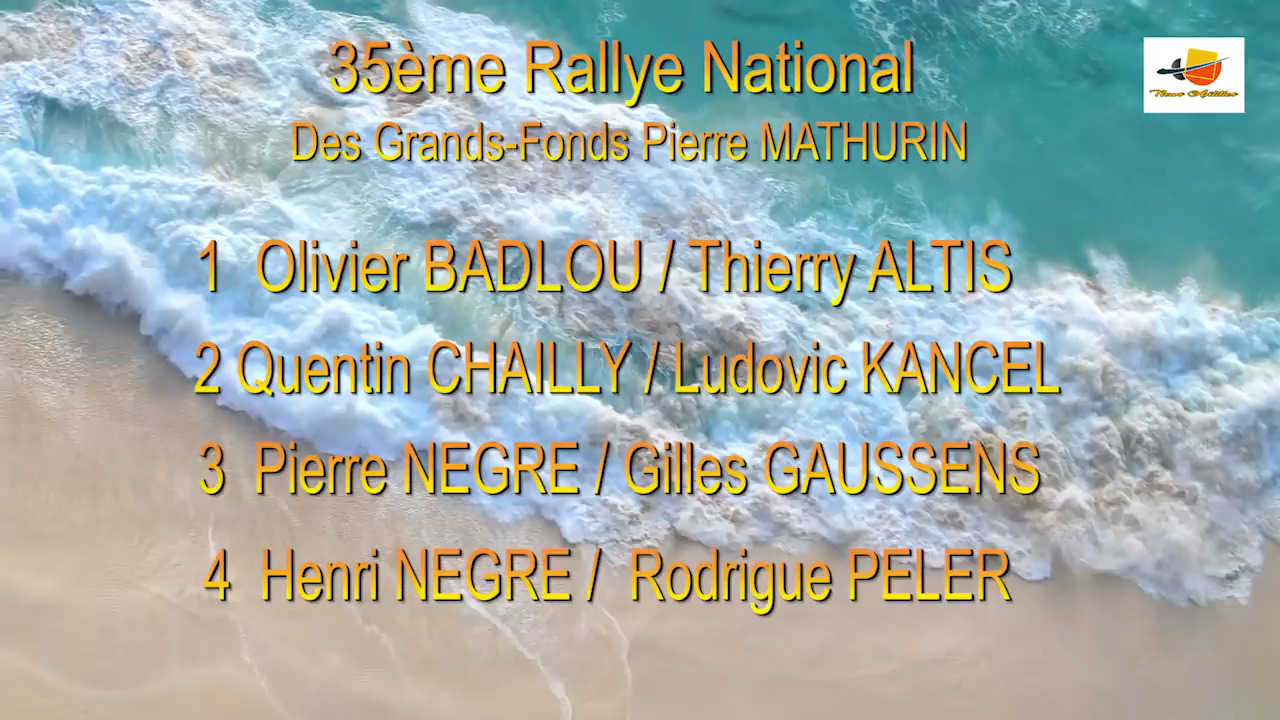 35ème Rallye National
Des Grands-Fonds Pierre MATHURIN
1 Olivier BADLOU / Thierry ALTIS
2 Quentin CHAILLY / Ludovic KANCEL
3 Pierre NEGRE / Gilles GAUSSENS
4 Henri NEGRE / Rodrigue PELER